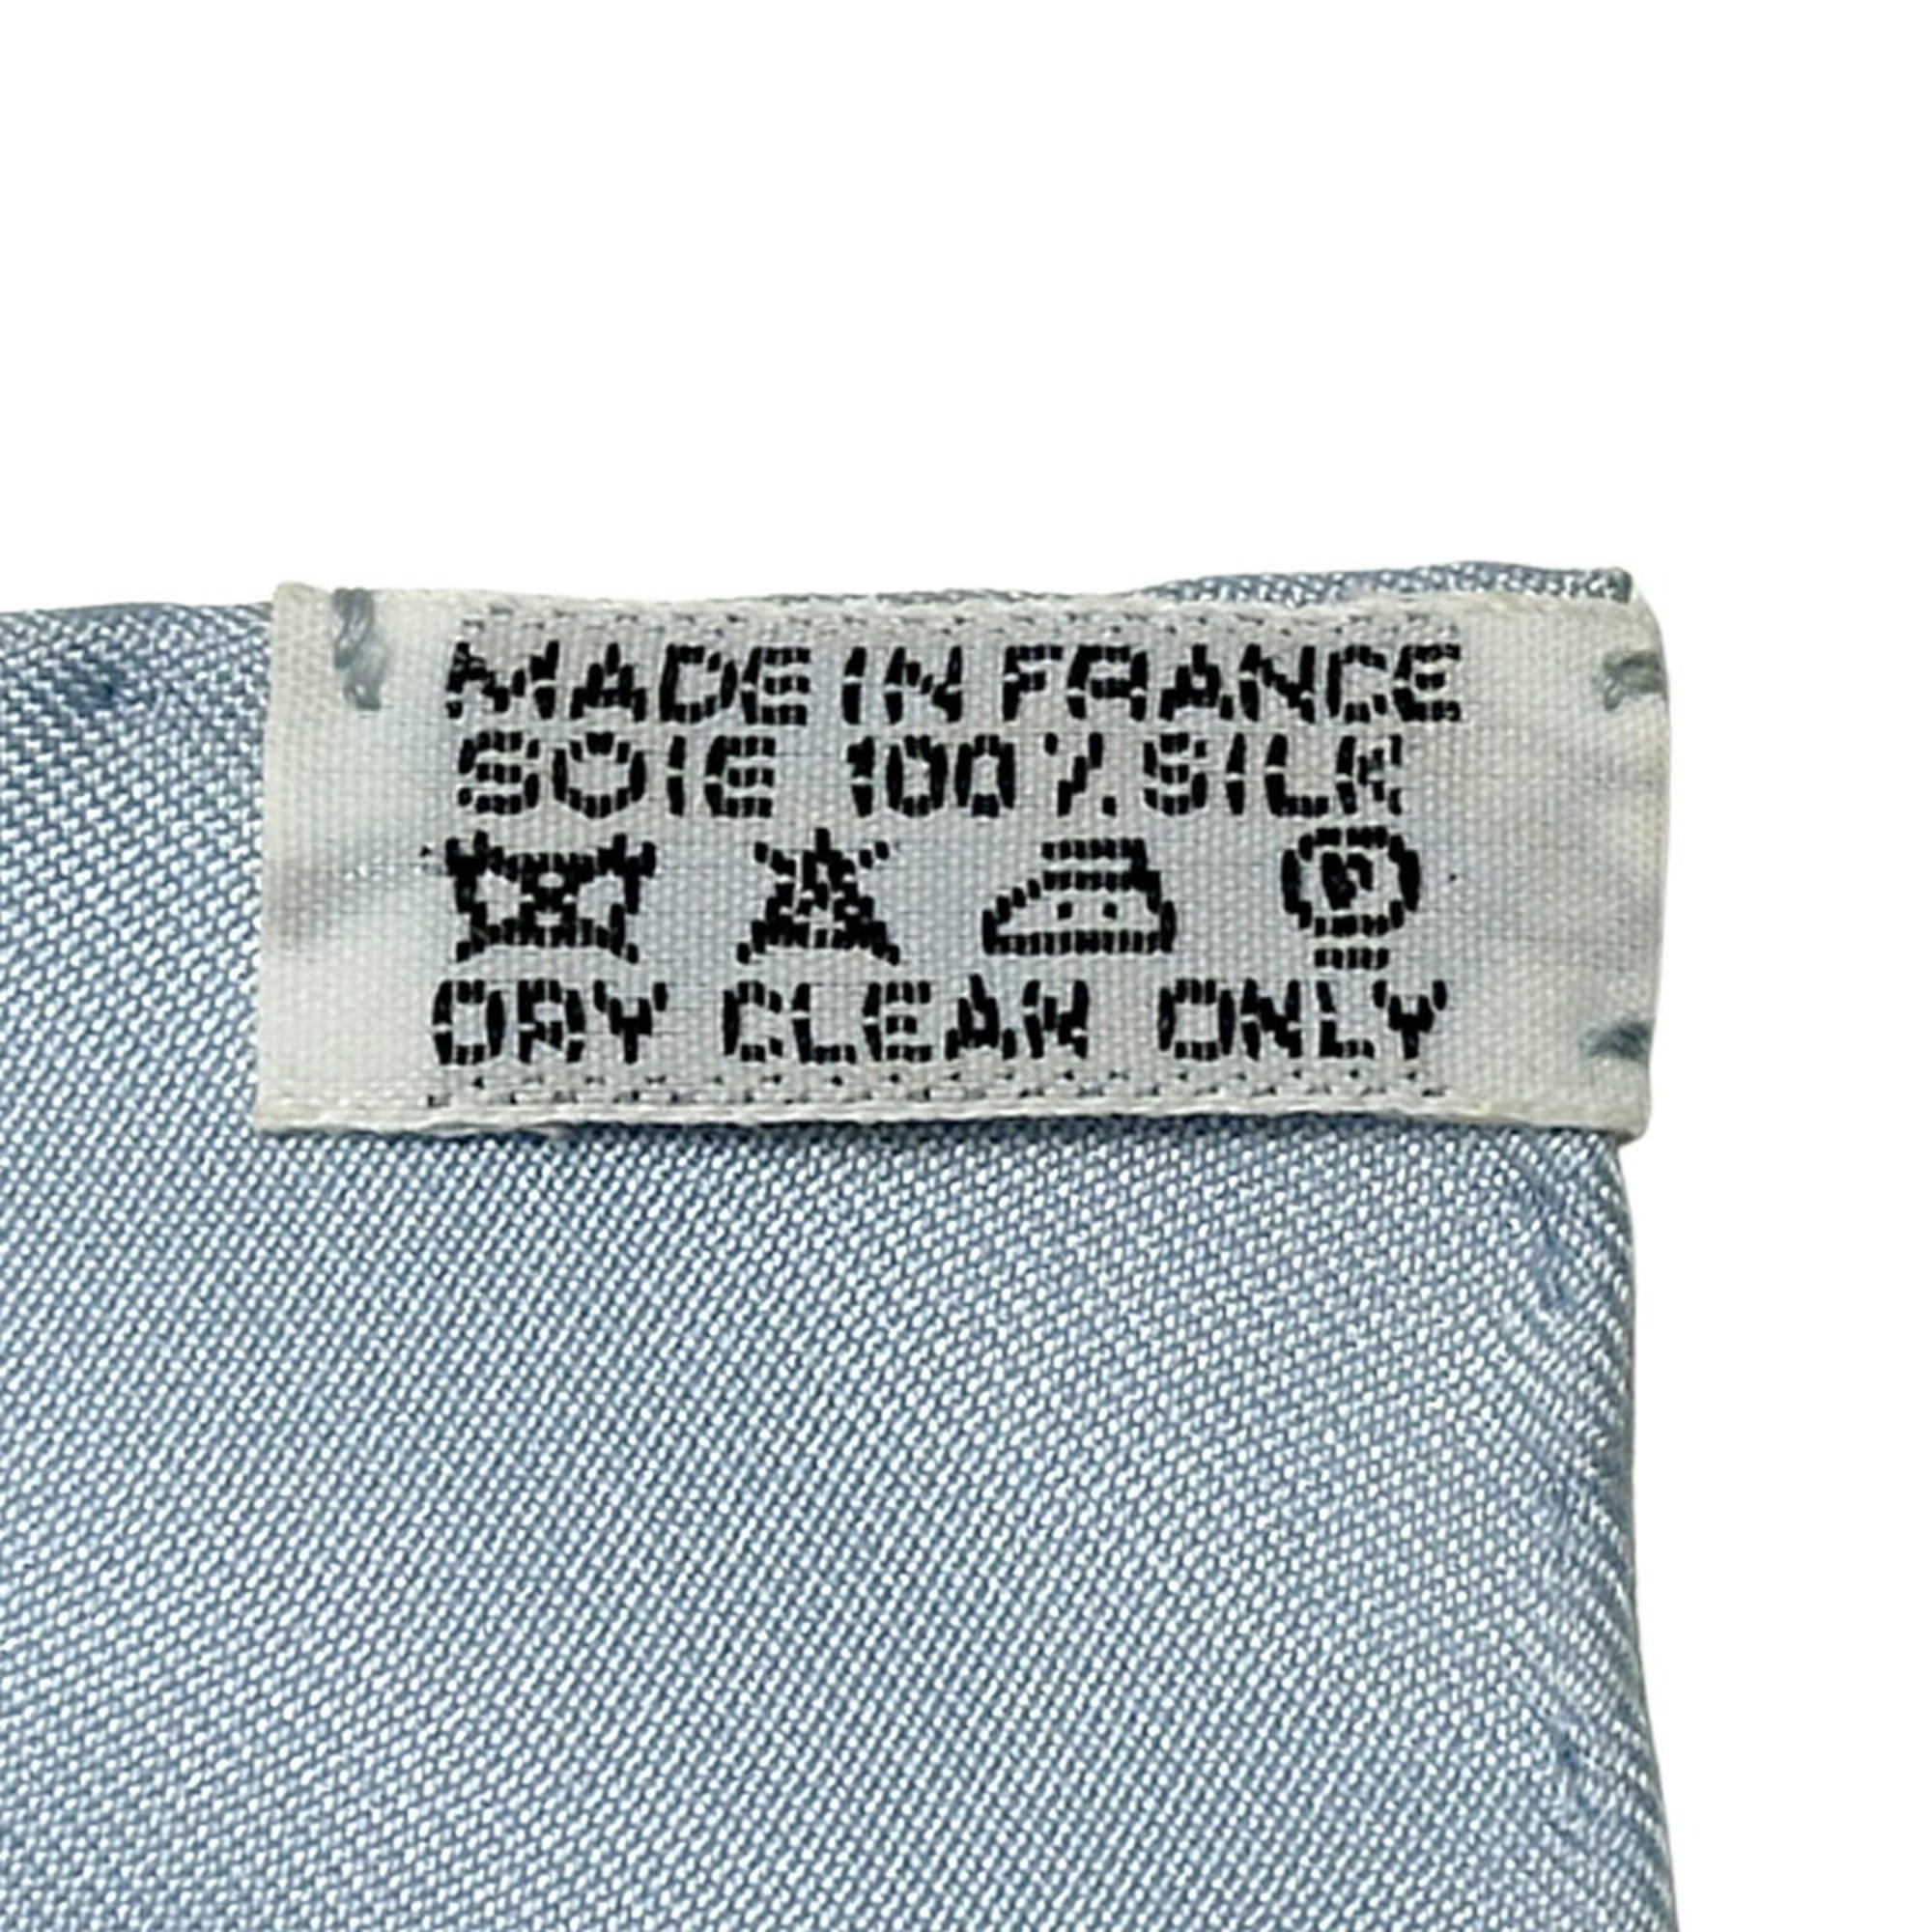 MADE IN FRANCE
SOIE 100% SILK
P
DRY CLEAN ONLY